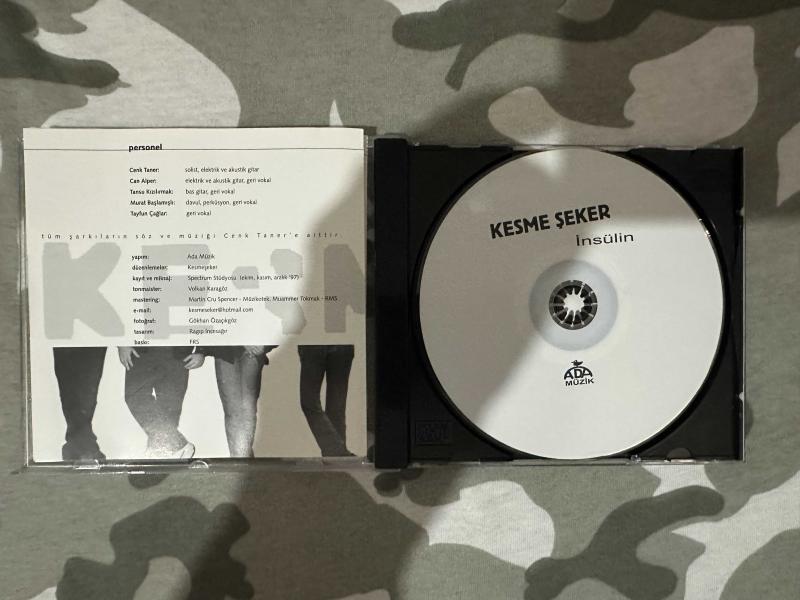 personel
Cenk Taner: solist, elektrik ve akustik gitar
Can Alper: elektrik ve akustik gitar, geri vokal
Tansu Kızılırmak: bas gitar, geri vokal
Murat Başlamışlı: davul, perküsyon, geri vokal
Tayfun Çağlar: geri vokal
tüm şarkıların söz ve müziği Cenk Taner'e aittir.
yapım: Ada Müzik
düzenlemeler: Kesmeşeker
kayıt ve miksaj: Spectrum Stüdyosu (ekim, kasım, aralık '97)
tonmaister: Volkan Karagöz
mastering: Martin Cru Spencer - Müzikotek, Muammer Tokmak - RMS
e-mail: kesmeseker@hotmail.com
fotoğraf: Gökhan Özaçıkgöz
tasarım: Ragıp İncesağır
baskı: FRS
KESME ŞEKER
İnsülin
ADA
MÜZİK